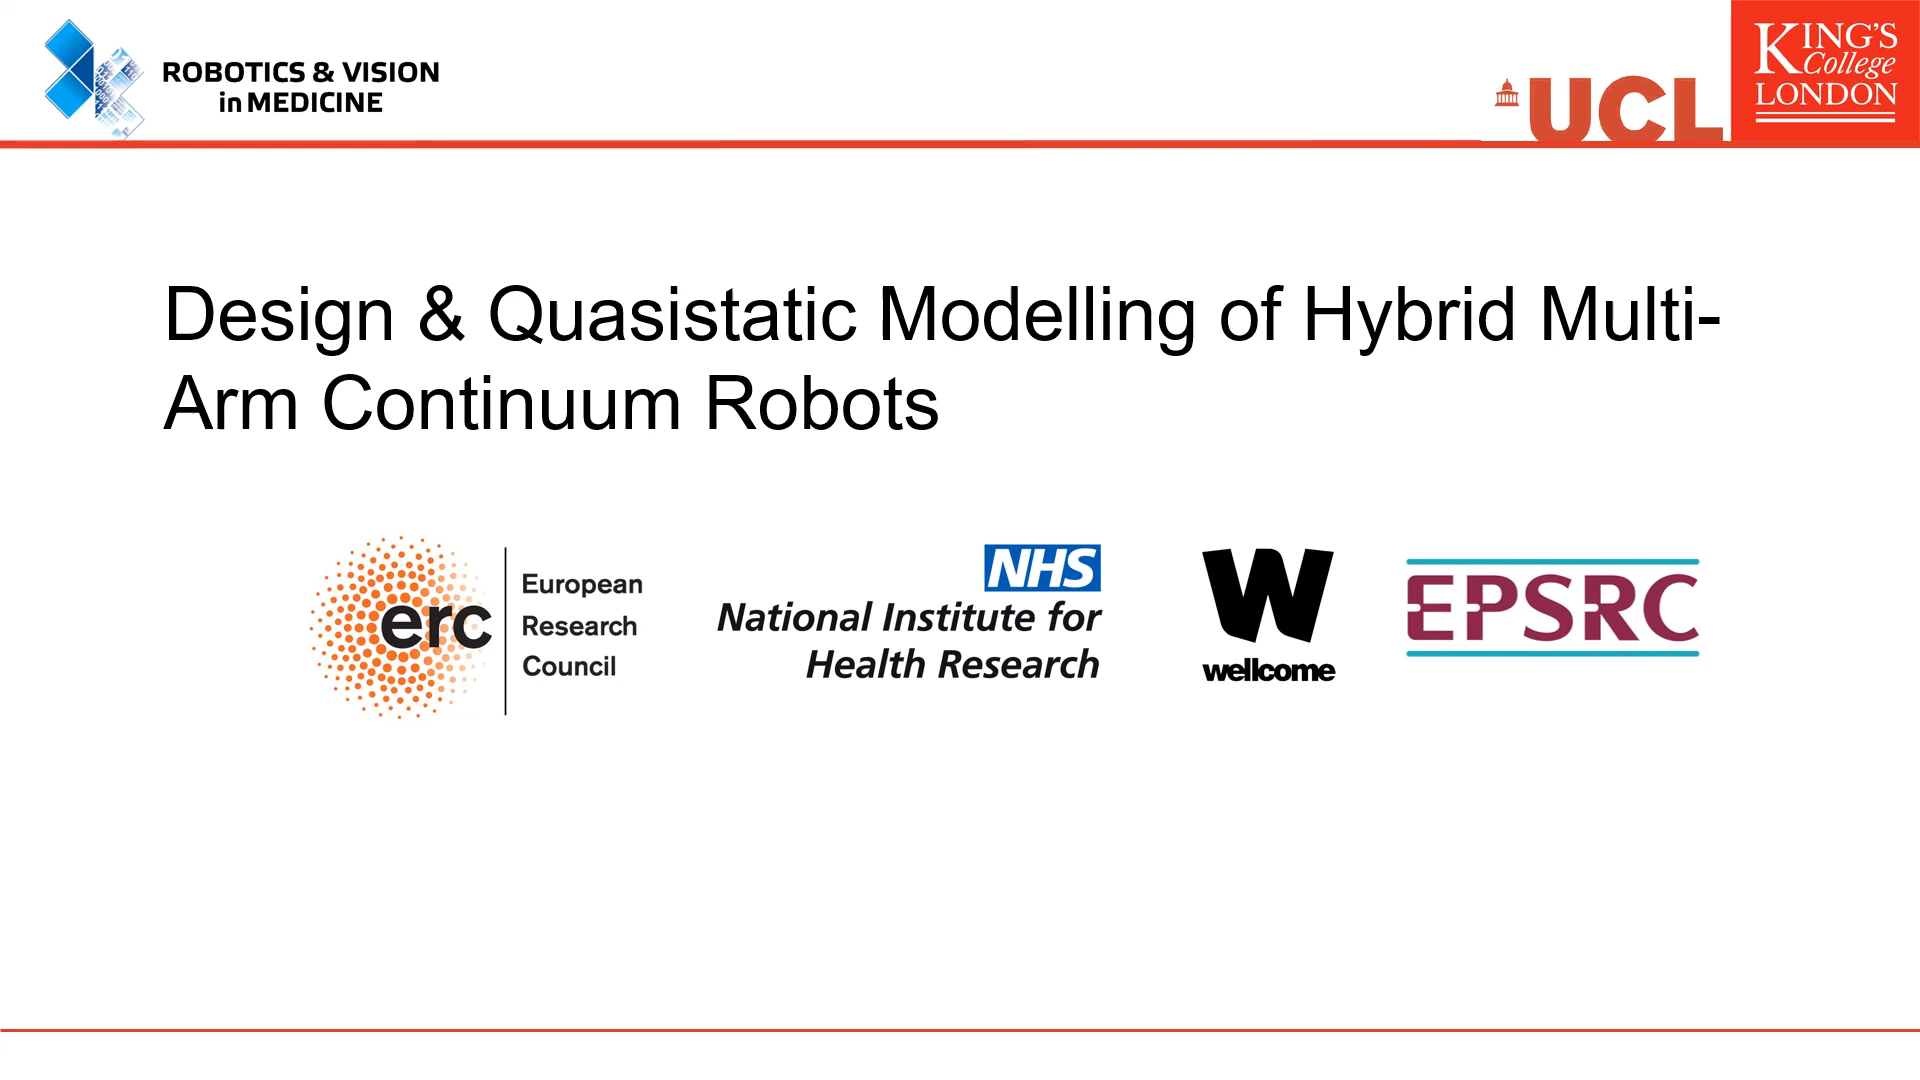 ROBOTICS & VISION
in MEDICINE
UCL
KING'S
College
LONDON
Design & Quasistatic Modelling of Hybrid Multi-
Arm Continuum Robots
erc
European
Research
Council
NHS
National Institute for
Health Research
W
wellcome
EPSRC